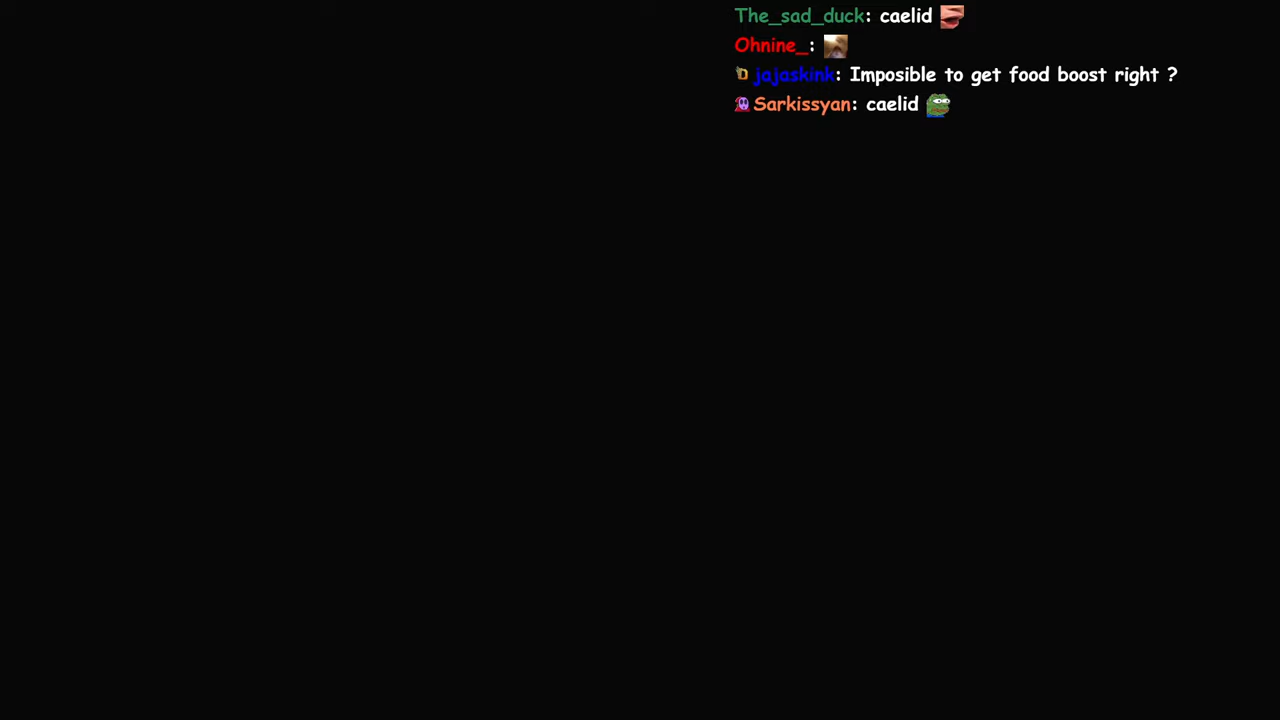 The_sad_duck: caelid
Ohnine_:
jajaskink: Imposible to get food boost right ?
Sarkissyan: caelid